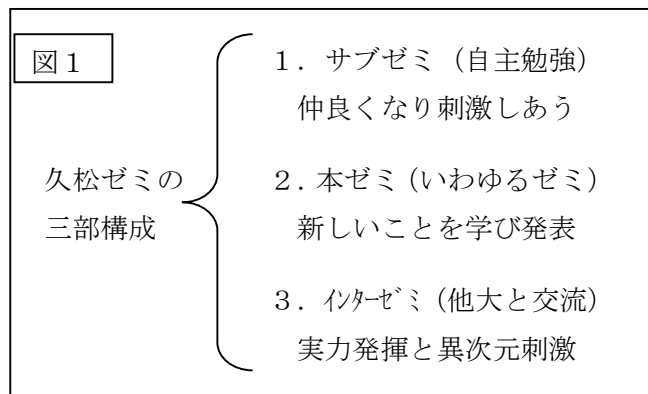 図1
久松ゼミの
三部構成
1．サブゼミ（自主勉強）
仲良くなり刺激しあう
2．本ゼミ（いわゆるゼミ）
新しいことを学び発表
3．ｲﾝﾀｰｾﾞﾐ（他大と交流）
実力発揮と異次元刺激